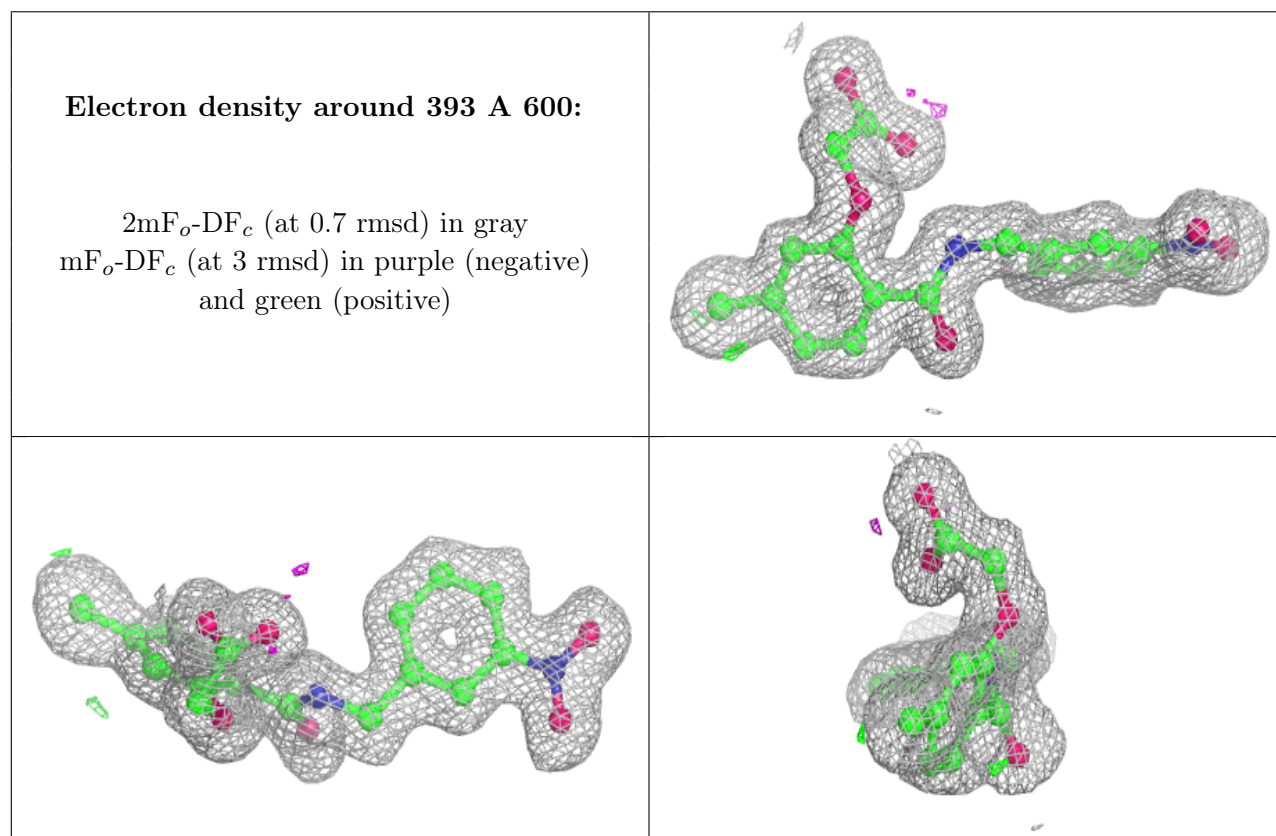 Electron density around 393 A 600:
2mFo-DFc (at 0.7 rmsd) in gray
mFo-DFc (at 3 rmsd) in purple (negative)
and green (positive)